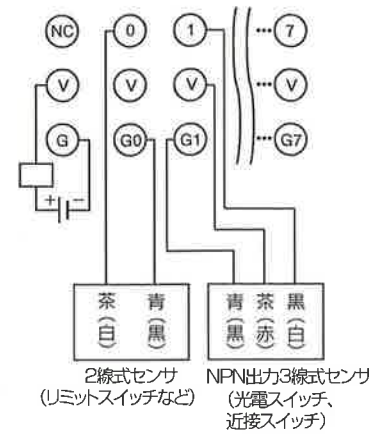 NC 0 1 …7
V V V …V
G G0 G1 …G7
+ −
茶(白) 青(黒) 青(黒) 茶(赤) 黒(白)
2線式センサ
(リミットスイッチなど)
NPN出力3線式センサ
(光電スイッチ、
近接スイッチ)